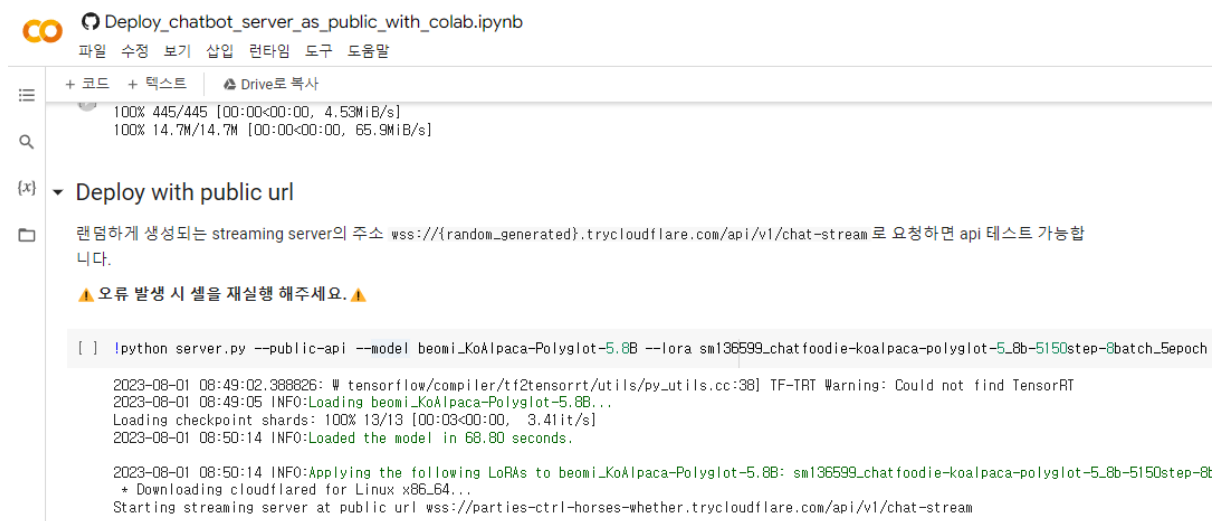 Deploy_chatbot_server_as_public_with_colab.ipynb
파일 수정 보기 삽입 런타임 도구 도움말
+ 코드 + 텍스트 Drive로 복사
100% 445/445 [00:00<00:00, 4.53MiB/s]
100% 14.7M/14.7M [00:00<00:00, 65.9MiB/s]
{x}
Deploy with public url
랜덤하게 생성되는 streaming server의 주소 wss://{random_generated}.trycloudflare.com/api/v1/chat-stream 로 요청하면 api 테스트 가능합
니다.
⚠️오류 발생 시 셀을 재실행 해주세요.⚠️
[ ] !python server.py --public-api --model beomi_KoAlpaca-Polyglot-5.8B --lora sm136599_chatfoodie-koalpaca-polyglot-5_8b-5150step-8batch_5epoch
2023-08-01 08:49:02.388826: W tensorflow/compiler/tf2tensorrt/utils/py_utils.cc:38] TF-TRT Warning: Could not find TensorRT
2023-08-01 08:49:05 INFO:Loading beomi_KoAlpaca-Polyglot-5.8B...
Loading checkpoint shards: 100% 13/13 [00:03<00:00, 3.41it/s]
2023-08-01 08:50:14 INFO:Loaded the model in 68.80 seconds.
2023-08-01 08:50:14 INFO:Applying the following LoRAs to beomi_KoAlpaca-Polyglot-5.8B: sm136599_chatfoodie-koalpaca-polyglot-5_8b-5150step-8b
* Downloading cloudflared for Linux x86_64...
Starting streaming server at public url wss://parties-ctrl-horses-whether.trycloudflare.com/api/v1/chat-stream